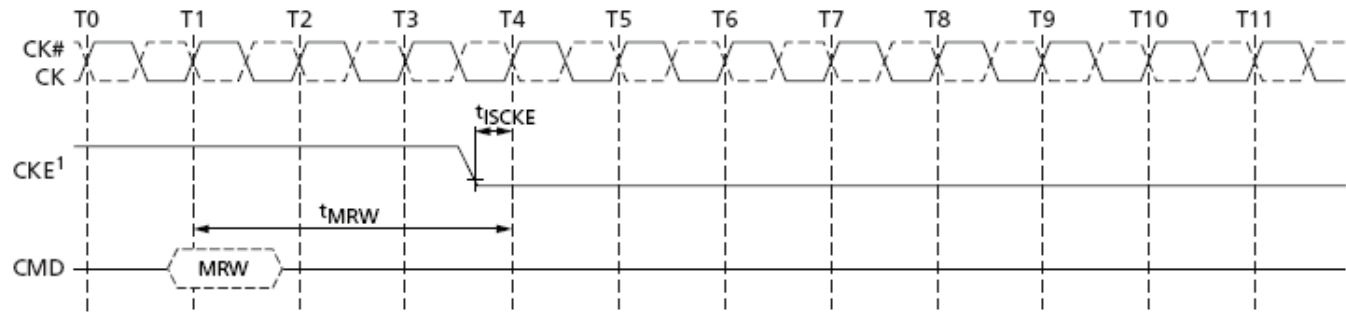 T0 T1 T2 T3 T4 T5 T6 T7 T8 T9 T10 T11
CK#
CK
tISCKE
CKE1
tMRW
CMD MRW